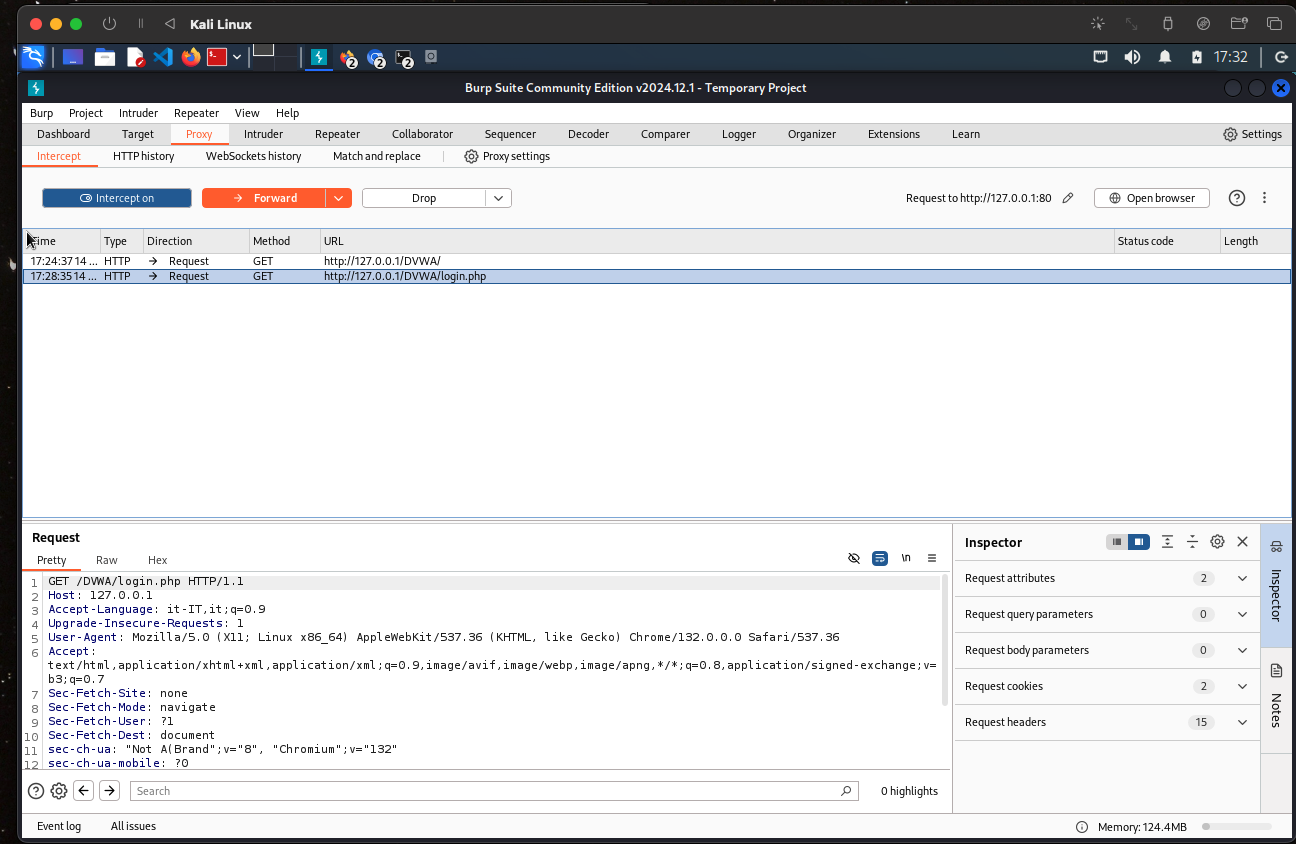 Kali Linux
2
2
2
17:32
Burp Suite Community Edition v2024.12.1 - Temporary Project
Burp Project Intruder Repeater View Help
Dashboard Target Proxy Intruder Repeater Collaborator Sequencer Decoder Comparer Logger Organizer Extensions Learn Settings
Intercept HTTP history WebSockets history Match and replace Proxy settings
Intercept on Forward Drop Request to http://127.0.0.1:80 Open browser
Time Type Direction Method URL Status code Length
17:24:37 14 ... HTTP Request GET http://127.0.0.1/DVWA/
17:28:35 14 ... HTTP Request GET http://127.0.0.1/DVWA/login.php
Request
Pretty Raw Hex \n
1 GET /DVWA/login.php HTTP/1.1
2 Host: 127.0.0.1
3 Accept-Language: it-IT,it;q=0.9
4 Upgrade-Insecure-Requests: 1
5 User-Agent: Mozilla/5.0 (X11; Linux x86_64) AppleWebKit/537.36 (KHTML, like Gecko) Chrome/132.0.0.0 Safari/537.36
6 Accept:
text/html,application/xhtml+xml,application/xml;q=0.9,image/avif,image/webp,image/apng,*/*;q=0.8,application/signed-exchange;v=
b3;q=0.7
7 Sec-Fetch-Site: none
8 Sec-Fetch-Mode: navigate
9 Sec-Fetch-User: ?1
10 Sec-Fetch-Dest: document
11 sec-ch-ua: "Not A(Brand";v="8", "Chromium";v="132"
12 sec-ch-ua-mobile: ?0
Search
0 highlights
Inspector
Request attributes 2
Request query parameters 0
Request body parameters 0
Request cookies 2
Request headers 15
Inspector
Notes
Event log All issues Memory: 124.4MB